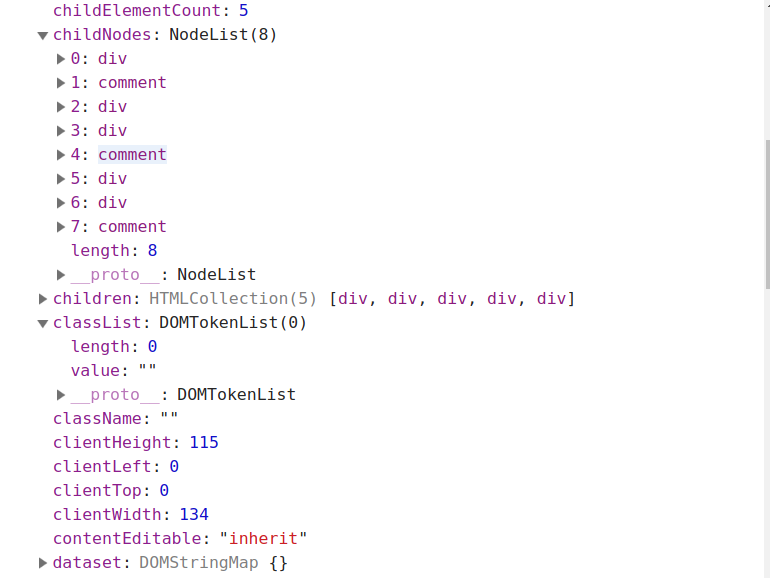 childElementCount: 5
childNodes: NodeList(8)
0: div
1: comment
2: div
3: div
4: comment
5: div
6: div
7: comment
length: 8
__proto__: NodeList
children: HTMLCollection(5) [div, div, div, div, div]
classList: DOMTokenList(0)
length: 0
value: ""
__proto__: DOMTokenList
className: ""
clientHeight: 115
clientLeft: 0
clientTop: 0
clientWidth: 134
contentEditable: "inherit"
dataset: DOMStringMap {}